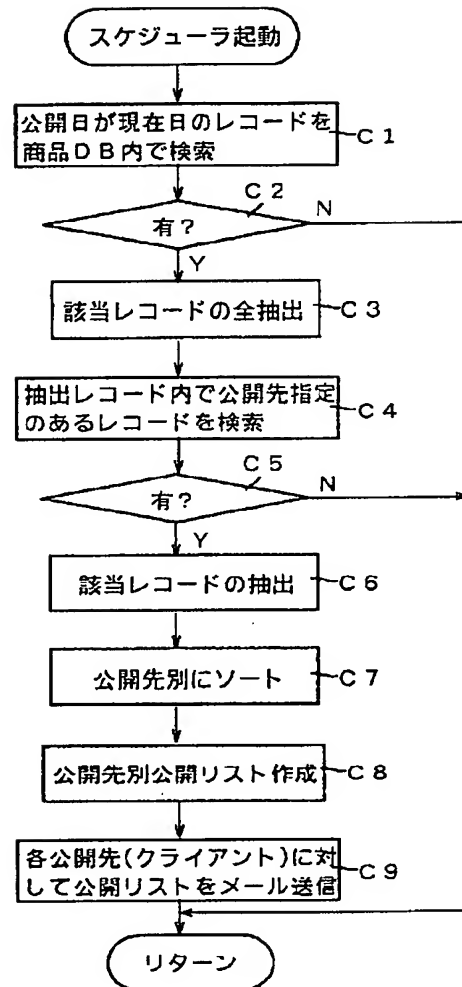 スケジューラ起動
公開日が現在日のレコードを
商品DB内で検索
C1
C2
有?
N
Y
該当レコードの全抽出
C3
抽出レコード内で公開先指定
のあるレコードを検索
C4
C5
有?
N
Y
該当レコードの抽出
C6
公開先別にソート
C7
公開先別公開リスト作成
C8
各公開先(クライアント)に対
して公開リストをメール送信
C9
リターン